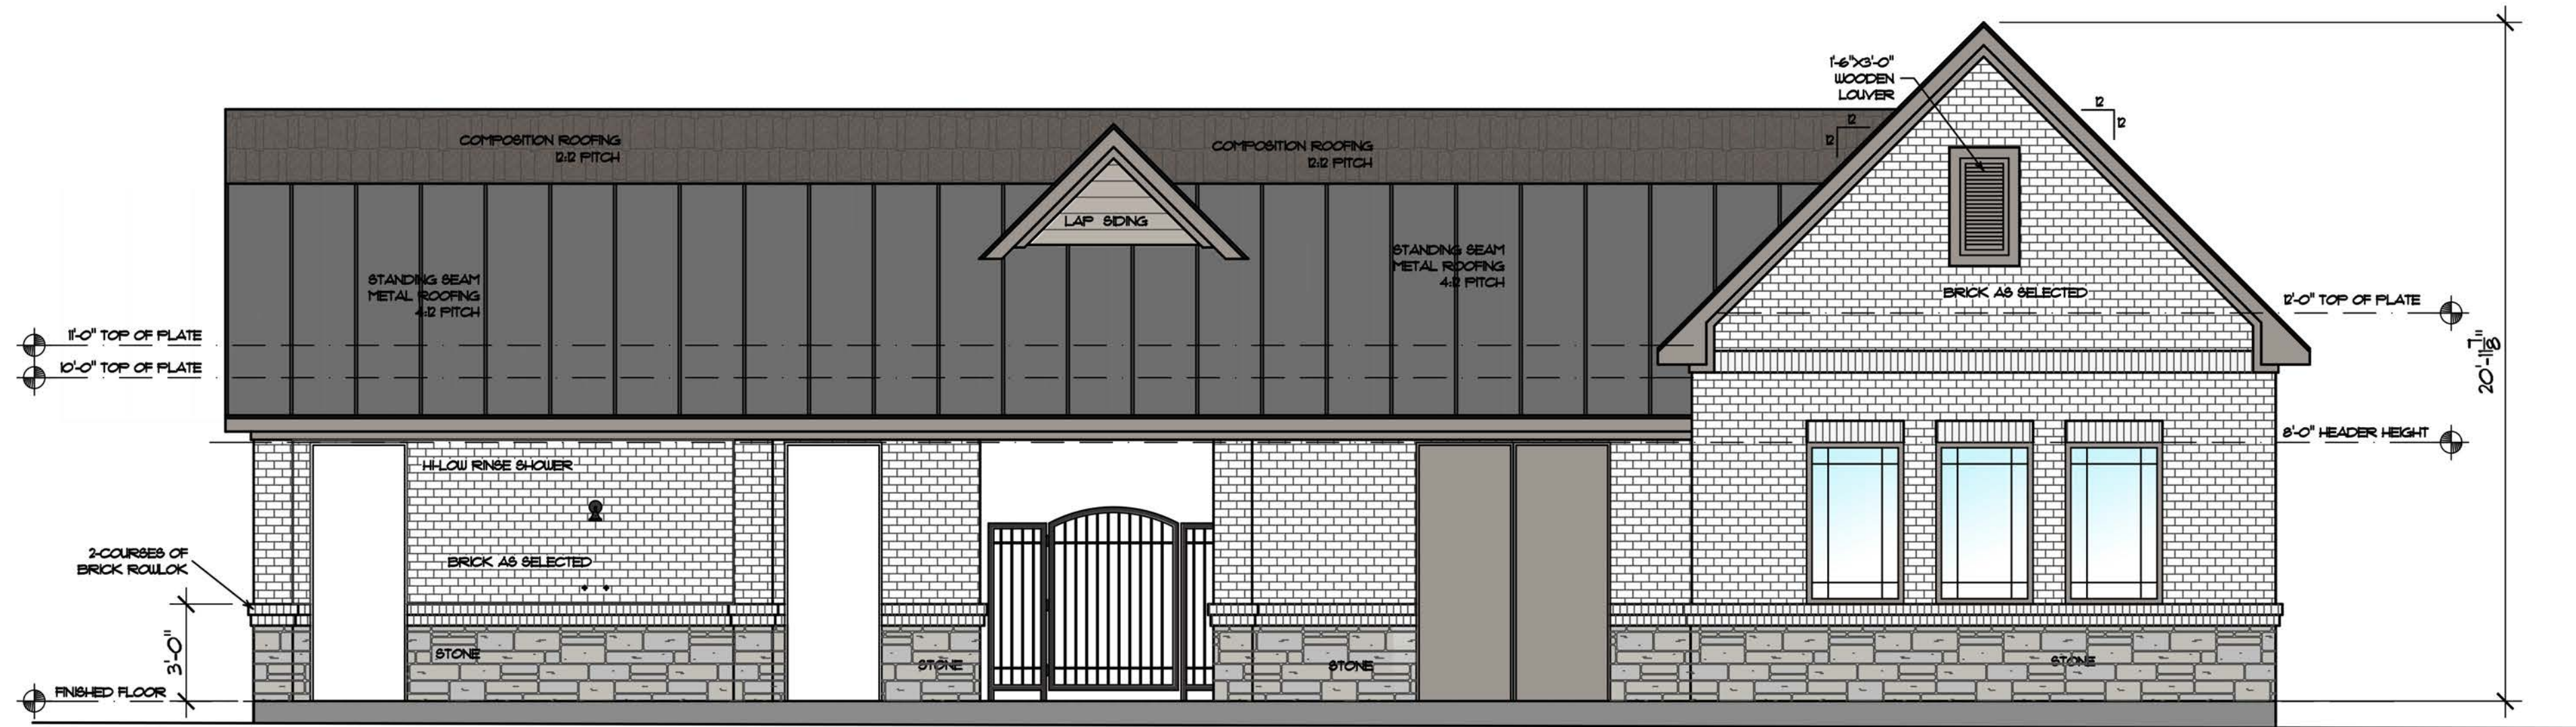 1'-6"X3'-0"
WOODEN
LOUVER
12
12
12
12
COMPOSITION ROOFING
12:12 PITCH
COMPOSITION ROOFING
12:12 PITCH
LAP SIDING
STANDING SEAM
METAL ROOFING
4:12 PITCH
STANDING SEAM
METAL ROOFING
4:12 PITCH
BRICK AS SELECTED
12'-0" TOP OF PLATE
11'-0" TOP OF PLATE
10'-0" TOP OF PLATE
20'-11 7/8"
8'-0" HEADER HEIGHT
HI-LOW RINSE SHOWER
BRICK AS SELECTED
2-COURSES OF
BRICK ROWLOK
3'-0"
STONE
STONE
STONE
STONE
FINISHED FLOOR